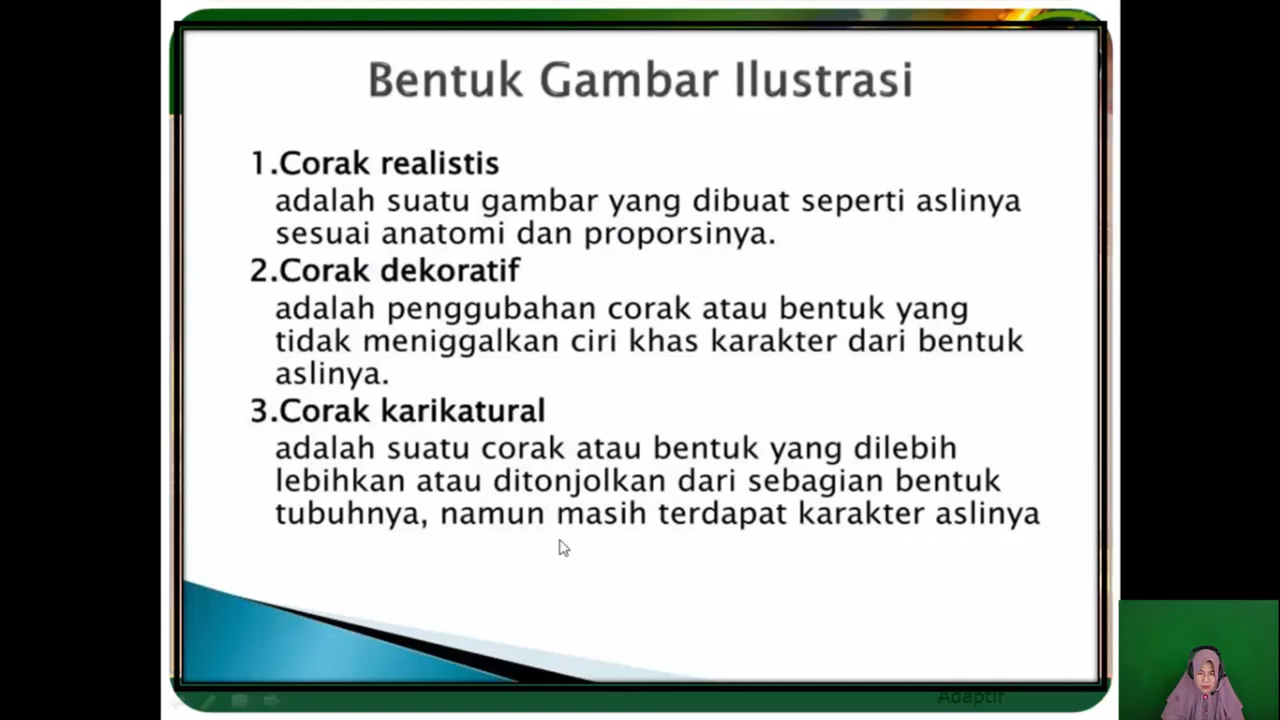 Bentuk Gambar Ilustrasi
1.Corak realistis
adalah suatu gambar yang dibuat seperti aslinya
sesuai anatomi dan proporsinya.
2.Corak dekoratif
adalah penggubahan corak atau bentuk yang
tidak meniggalkan ciri khas karakter dari bentuk
aslinya.
3.Corak karikatural
adalah suatu corak atau bentuk yang dilebih
lebihkan atau ditonjolkan dari sebagian bentuk
tubuhnya, namun masih terdapat karakter aslinya
Adaptif